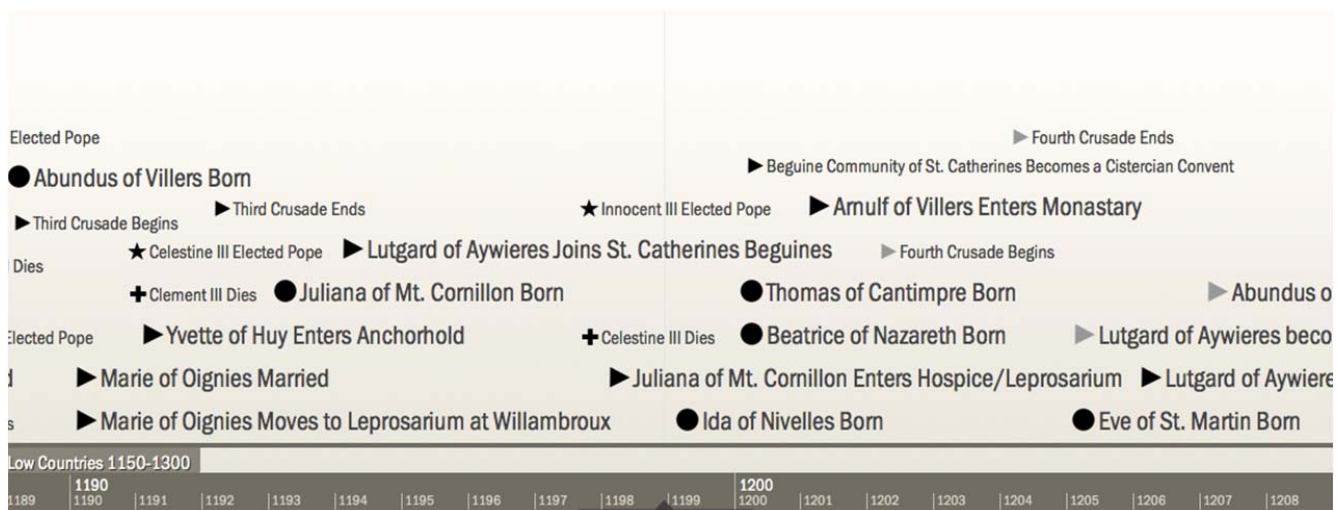 Elected Pope
Fourth Crusade Ends
Beguine Community of St. Catherines Becomes a Cistercian Convent
Abundus of Villers Born
Third Crusade Ends
Innocent III Elected Pope
Arnulf of Villers Enters Monastary
Third Crusade Begins
Celestine III Elected Pope
Lutgard of Aywieres Joins St. Catherines Beguines
Fourth Crusade Begins
Dies
Clement III Dies
Juliana of Mt. Cornillon Born
Thomas of Cantimpre Born
Abundus o
Elected Pope
Yvette of Huy Enters Anchorhold
Celestine III Dies
Beatrice of Nazareth Born
Lutgard of Aywieres beco
Marie of Oignies Married
Juliana of Mt. Cornillon Enters Hospice/Leprosarium
Lutgard of Aywiere
s
Marie of Oignies Moves to Leprosarium at Willambroux
Ida of Nivelles Born
Eve of St. Martin Born
Low Countries 1150-1300
1190 1200
1189 1190 1191 1192 1193 1194 1195 1196 1197 1198 1199 1200 1201 1202 1203 1204 1205 1206 1207 1208